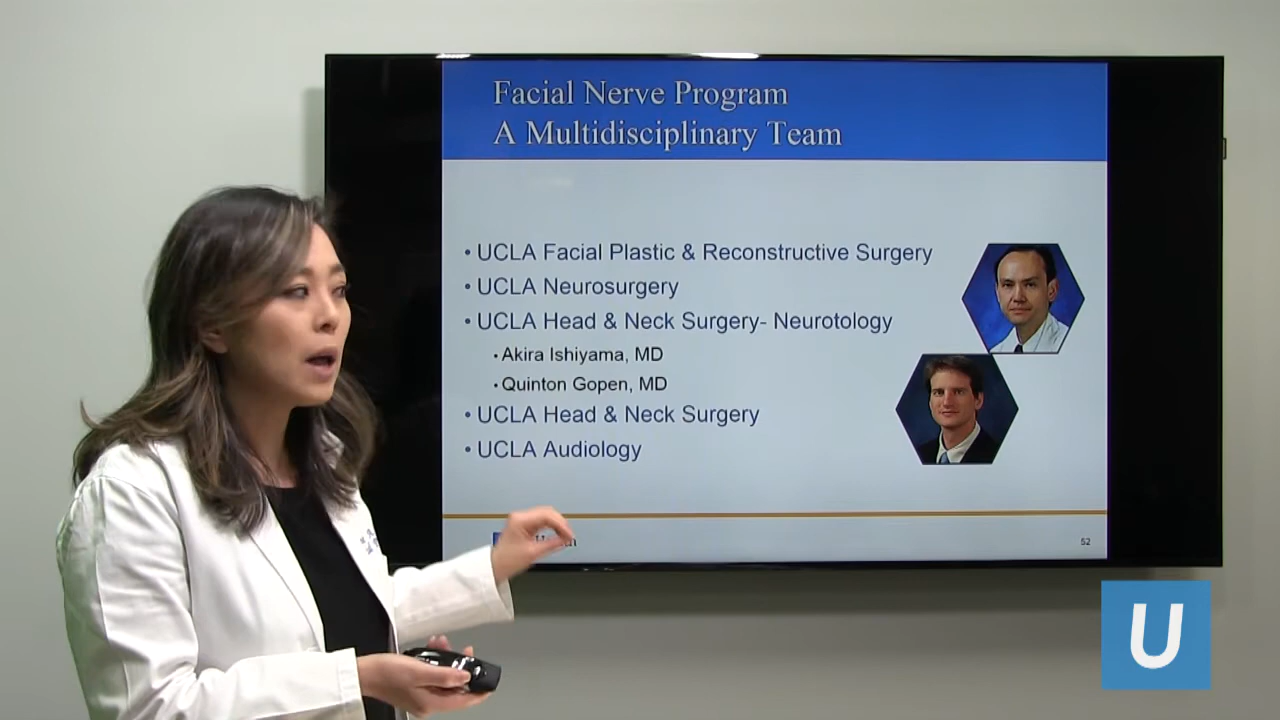 Facial Nerve Program
A Multidisciplinary Team
• UCLA Facial Plastic & Reconstructive Surgery
• UCLA Neurosurgery
• UCLA Head & Neck Surgery- Neurotology
• Akira Ishiyama, MD
• Quinton Gopen, MD
• UCLA Head & Neck Surgery
• UCLA Audiology
52
U